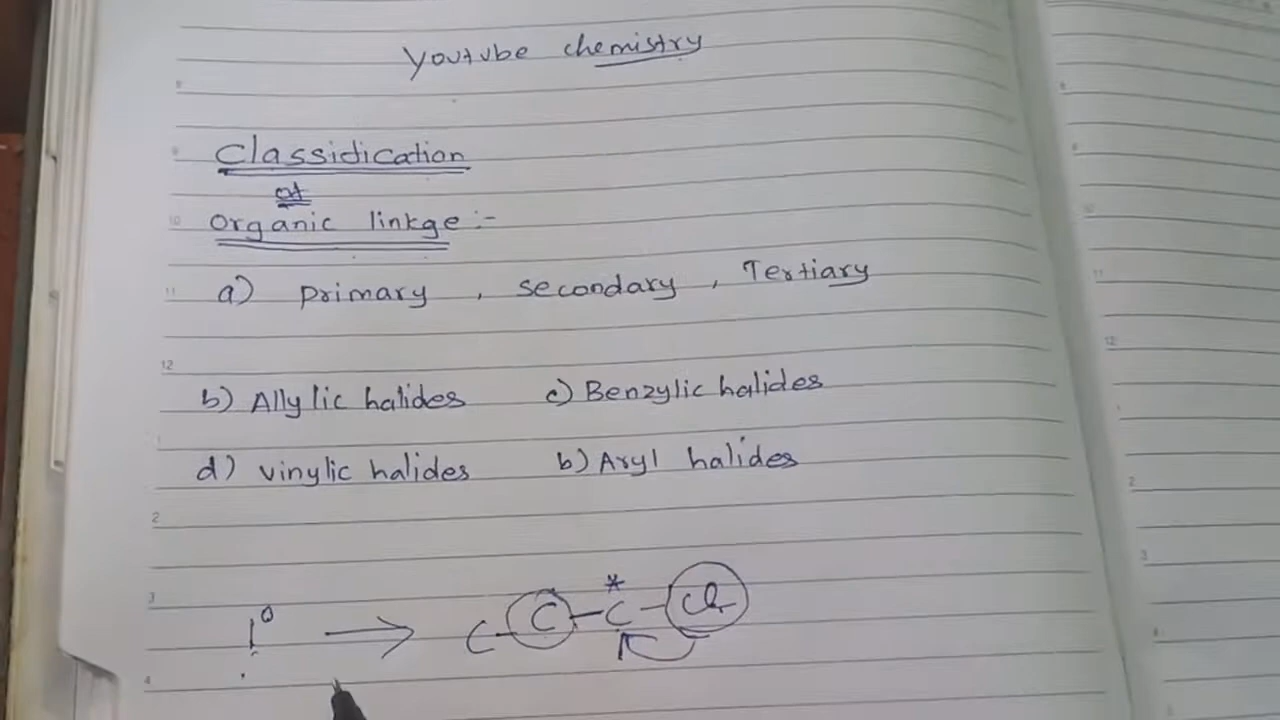 Youtube chemistry
Classidication
of
organic linkge :-
a) primary , secondary , Tertiary
b) Allylic halides c) Benzylic halides
d) vinylic halides b) Aryl halides
1° → C-C-C*-Cl